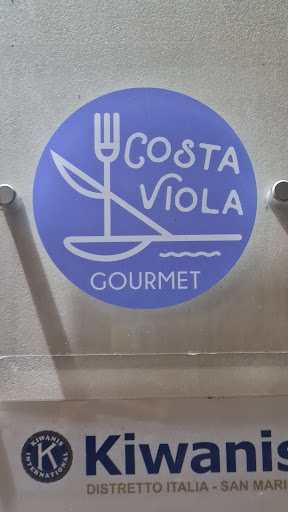 COSTA
VIOLA
GOURMET
KIWANIS
INTERNATIONAL
K
Kiwanis
DISTRETTO ITALIA - SAN MARI